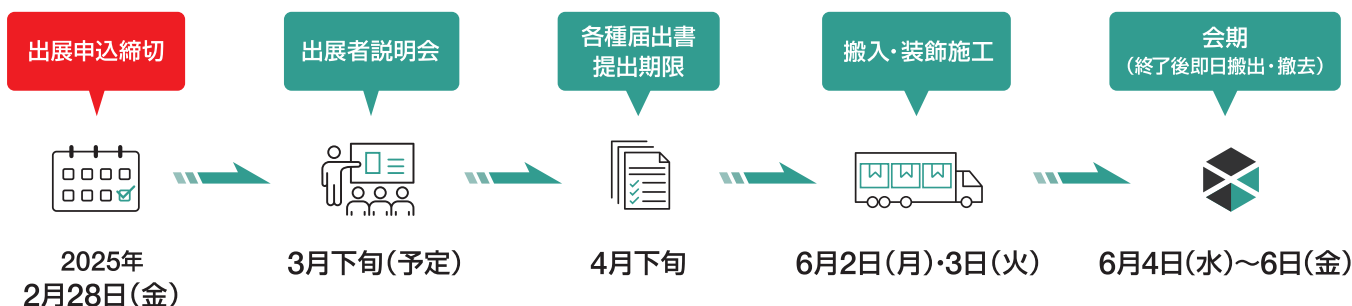 出展申込締切
2025年
2月28日(金)
出展者説明会
3月下旬(予定)
各種届出書
提出期限
4月下旬
搬入・装飾施工
6月2日(月)・3日(火)
会期
(終了後即日搬出・撤去)
6月4日(水)〜6日(金)